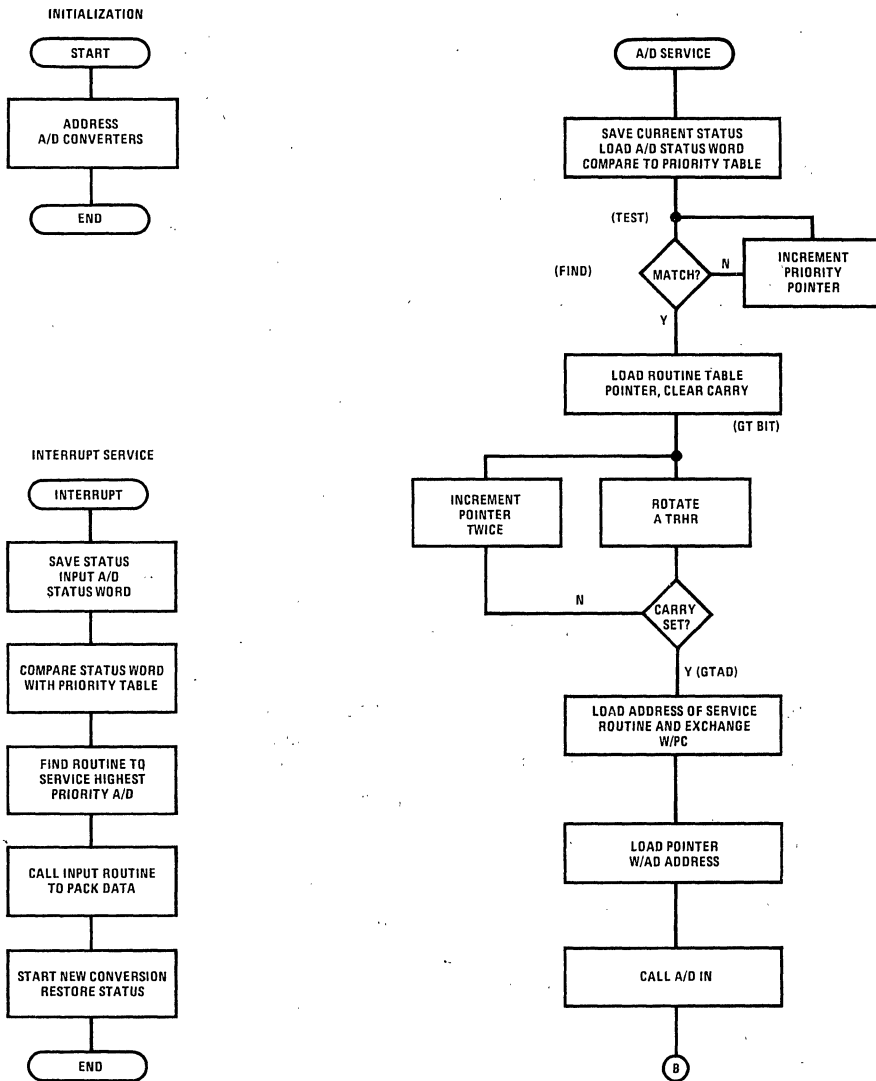 INITIALIZATION
START
ADDRESS
A/D CONVERTERS
END
INTERRUPT SERVICE
INTERRUPT
SAVE STATUS
INPUT A/D
STATUS WORD
COMPARE STATUS WORD
WITH PRIORITY TABLE
FIND ROUTINE TO
SERVICE HIGHEST
PRIORITY A/D
CALL INPUT ROUTINE
TO PACK DATA
START NEW CONVERSION
RESTORE STATUS
END
A/D SERVICE
SAVE CURRENT STATUS
LOAD A/D STATUS WORD
COMPARE TO PRIORITY TABLE
(TEST)
(FIND)
MATCH?
N
INCREMENT
PRIORITY
POINTER
Y
LOAD ROUTINE TABLE
POINTER, CLEAR CARRY
(GT BIT)
INCREMENT
POINTER
TWICE
ROTATE
A TRHR
N
CARRY
SET?
Y (GTAD)
LOAD ADDRESS OF SERVICE
ROUTINE AND EXCHANGE
W/PC
LOAD POINTER
W/AD ADDRESS
CALL A/D IN
B